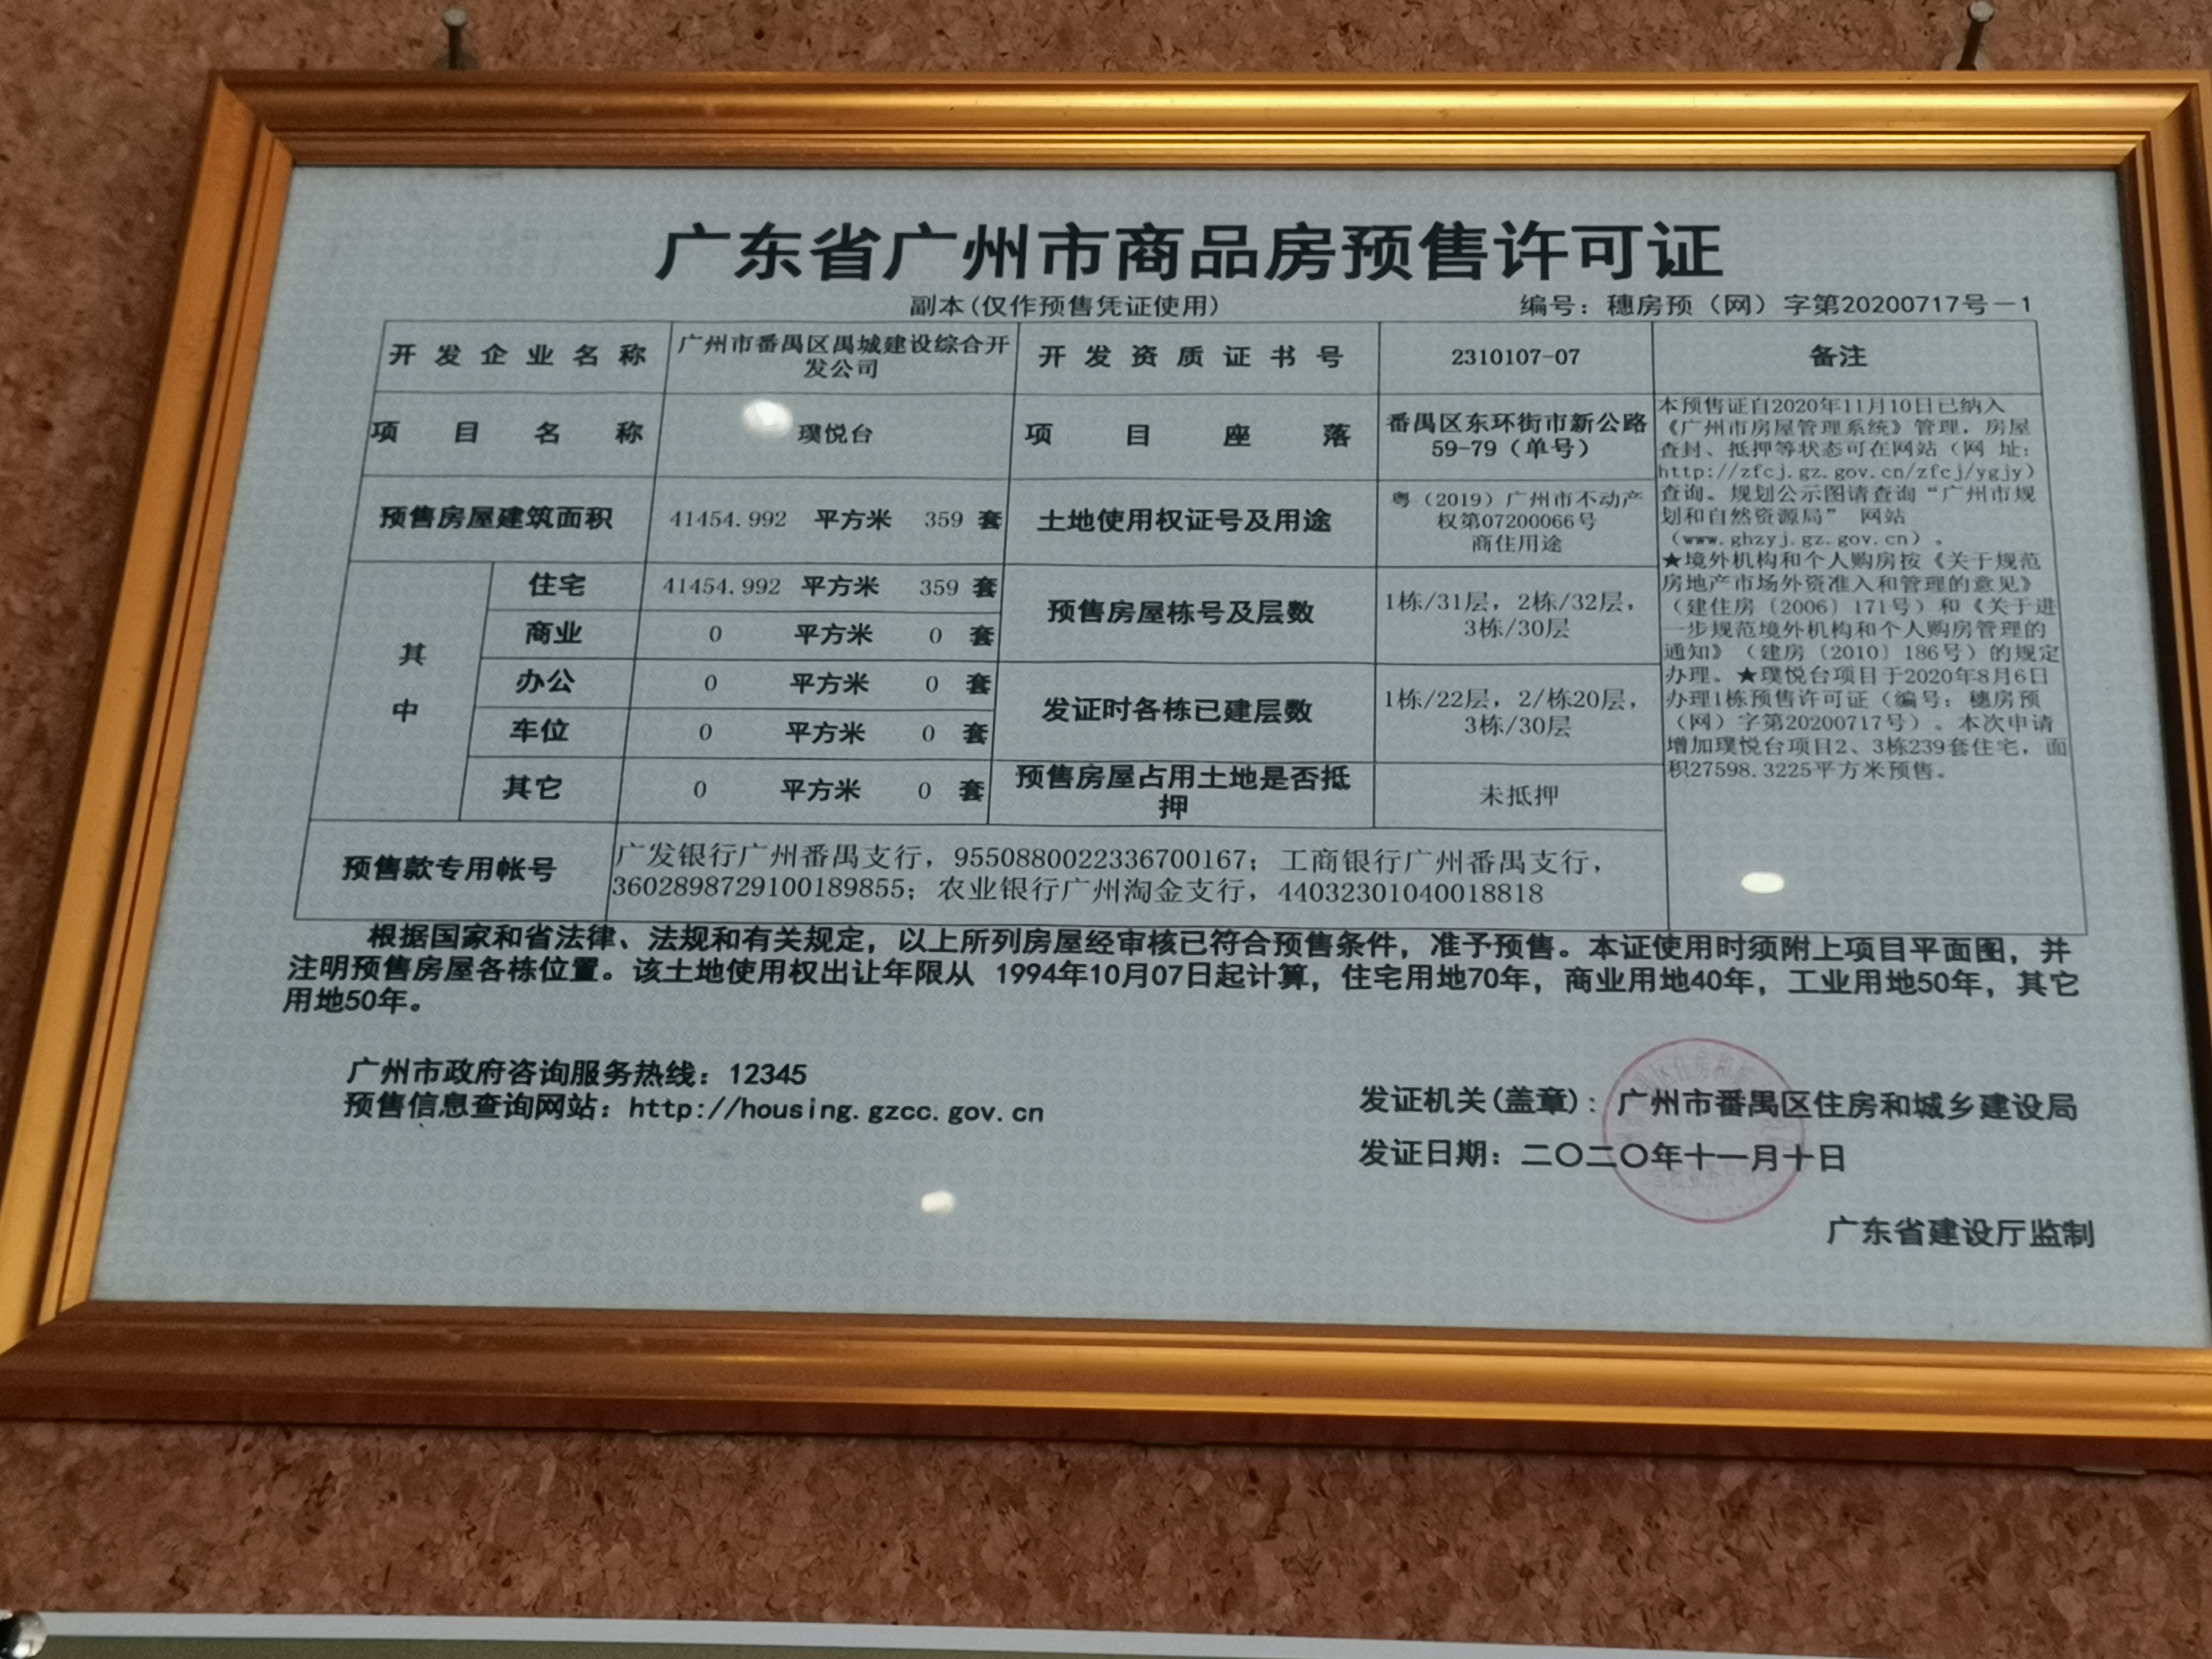 广东省广州市商品房预售许可证
副本(仅作预售凭证使用)
编号：穗房预（网）字第20200717号－1
开发企业名称
广州市番禺区禺城建设综合开
发公司
开发资质证书号
2310107-07
备注
项目名称
璞悦台
项目座落
番禺区东环街市新公路
59-79（单号）
预售房屋建筑面积
41454.992 平方米 359 套
土地使用权证号及用途
粤（2019）广州市不动产
权第07200066号
商住用途
其
中
住宅
41454.992 平方米 359 套
商业
0 平方米 0 套
办公
0 平方米 0 套
车位
0 平方米 0 套
其它
0 平方米 0 套
预售房屋栋号及层数
1栋/31层，2栋/32层，
3栋/30层
发证时各栋已建层数
1栋/22层，2/栋20层，
3栋/30层
预售房屋占用土地是否抵
押
未抵押
本预售证自2020年11月10日已纳入
《广州市房屋管理系统》管理，房屋
查封、抵押等状态可在网站（网 址：
http://zfcj.gz.gov.cn/zfcj/ygjy）
查询。规划公示图请查询“广州市规
划和自然资源局” 网站
（www.ghzyj.gz.gov.cn）。
★境外机构和个人购房按《关于规范
房地产市场外资准入和管理的意见》
（建住房〔2006〕171号）和《关于进
一步规范境外机构和个人购房管理的
通知》（建房〔2010〕186号）的规定
办理。★璞悦台项目于2020年8月6日
办理1栋预售许可证（编号：穗房预
（网）字第20200717号）。本次申请
增加璞悦台项目2、3栋239套住宅，面
积27598.3225平方米预售。
预售款专用帐号
广发银行广州番禺支行，9550880022336700167；工商银行广州番禺支行，
3602898729100189855；农业银行广州淘金支行，44032301040018818
根据国家和省法律、法规和有关规定，以上所列房屋经审核已符合预售条件，准予预售。本证使用时须附上项目平面图，并
注明预售房屋各栋位置。该土地使用权出让年限从 1994年10月07日起计算，住宅用地70年，商业用地40年，工业用地50年，其它
用地50年。
广州市政府咨询服务热线：12345
预售信息查询网站：http://housing.gzcc.gov.cn
发证机关(盖章)：广州市番禺区住房和城乡建设局
发证日期：二〇二〇年十一月十日
广东省建设厅监制